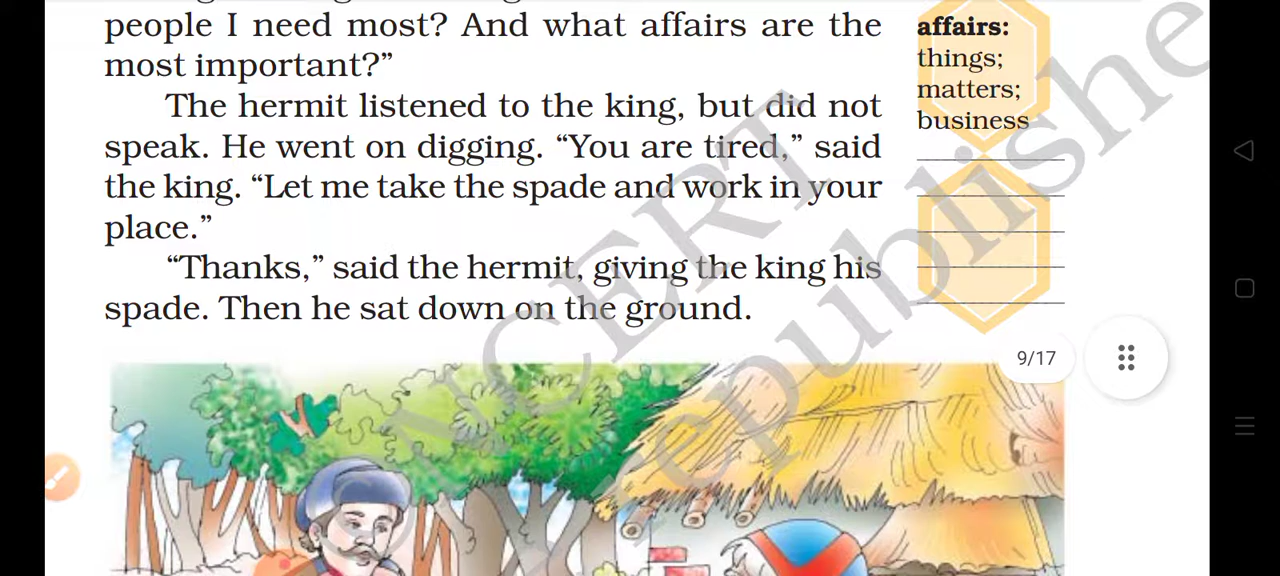 people I need most? And what affairs are the
most important?”
The hermit listened to the king, but did not
speak. He went on digging. “You are tired,” said
the king. “Let me take the spade and work in your
place.”
“Thanks,” said the hermit, giving the king his
spade. Then he sat down on the ground.
affairs:
things;
matters;
business
9/17
NCERT
republishe